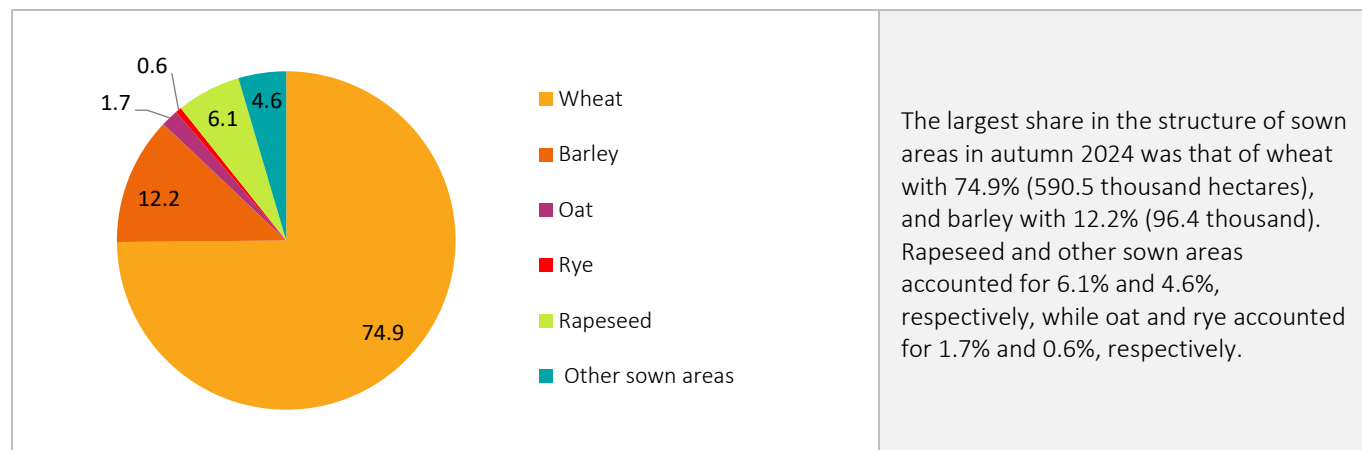 0.6
1.7
4.6
6.1
12.2
74.9
Wheat
Barley
Oat
Rye
Rapeseed
Other sown areas
The largest share in the structure of sown
areas in autumn 2024 was that of wheat
with 74.9% (590.5 thousand hectares),
and barley with 12.2% (96.4 thousand).
Rapeseed and other sown areas
accounted for 6.1% and 4.6%,
respectively, while oat and rye accounted
for 1.7% and 0.6%, respectively.